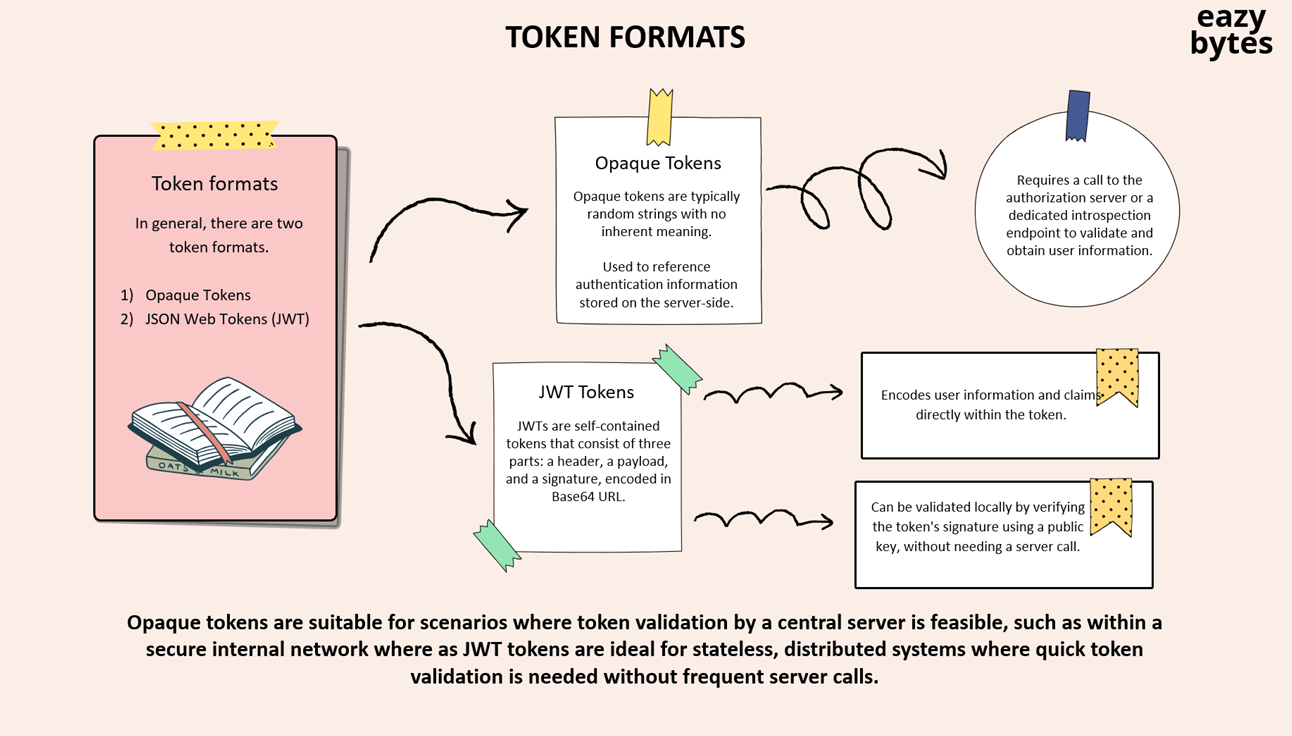 TOKEN FORMATS
eazy
bytes
Token formats
In general, there are two
token formats.
1) Opaque Tokens
2) JSON Web Tokens (JWT)
OATS & MILK
Opaque Tokens
Opaque tokens are typically
random strings with no
inherent meaning.
Used to reference
authentication information
stored on the server-side.
Requires a call to the
authorization server or a
dedicated introspection
endpoint to validate and
obtain user information.
JWT Tokens
JWTs are self-contained
tokens that consist of three
parts: a header, a payload,
and a signature, encoded in
Base64 URL.
Encodes user information and claims
directly within the token.
Can be validated locally by verifying
the token's signature using a public
key, without needing a server call.
Opaque tokens are suitable for scenarios where token validation by a central server is feasible, such as within a
secure internal network where as JWT tokens are ideal for stateless, distributed systems where quick token
validation is needed without frequent server calls.